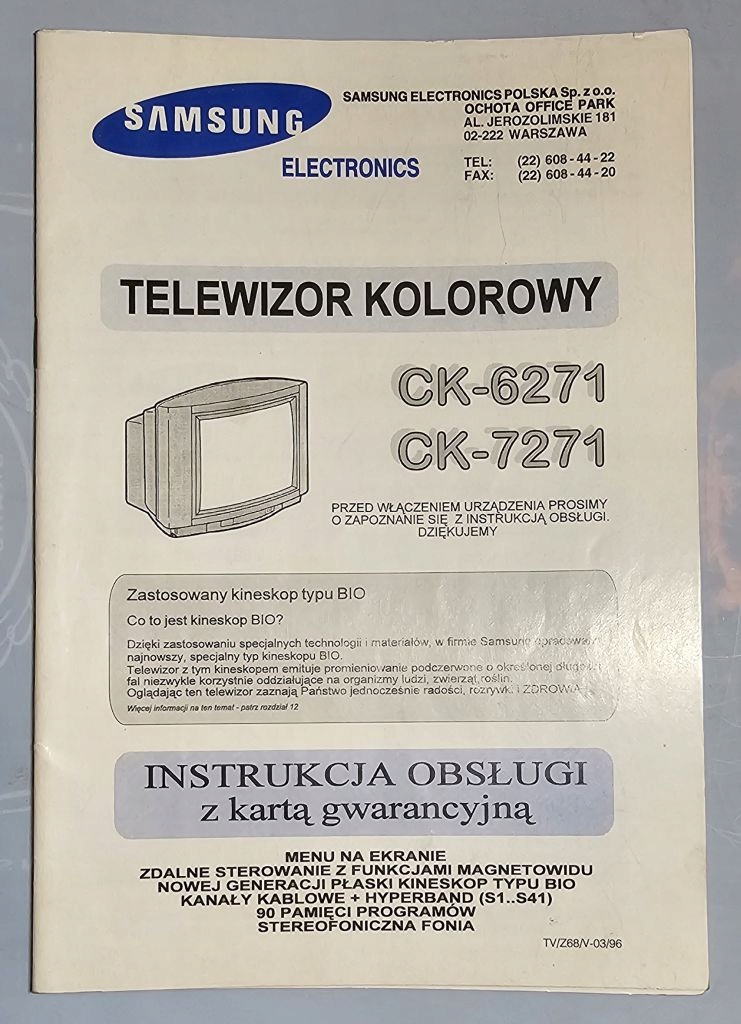 SAMSUNG
ELECTRONICS
SAMSUNG ELECTRONICS POLSKA Sp. z o.o.
OCHOTA OFFICE PARK
AL. JEROZOLIMSKIE 181
02-222 WARSZAWA
TEL: (22) 608-44-22
FAX: (22) 608-44-20
TELEWIZOR KOLOROWY
CK-6271
CK-7271
PRZED WŁĄCZENIEM URZĄDZENIA PROSIMY
O ZAPOZNANIE SIĘ Z INSTRUKCJĄ OBSŁUGI.
DZIĘKUJEMY
Zastosowany kineskop typu BIO
Co to jest kineskop BIO?
Dzięki zastosowaniu specjalnych technologii i materiałów, w firmie Samsung opracowany
najnowszy, specjalny typ kineskopu BIO.
Telewizor z tym kineskopem emituje promieniowanie podczerwone o określonej długości
fal niezwykle korzystnie oddziałujące na organizmy ludzi, zwierząt, roślin.
Oglądając ten telewizor zaznają Państwo jednocześnie radości, rozrywki i ZDROWIA
Więcej informacji na ten temat - patrz rozdział 12
INSTRUKCJA OBSŁUGI
z kartą gwarancyjną
MENU NA EKRANIE
ZDALNE STEROWANIE Z FUNKCJAMI MAGNETOWIDU
NOWEJ GENERACJI PŁASKI KINESKOP TYPU BIO
KANAŁY KABLOWE + HYPERBAND (S1..S41)
90 PAMIĘCI PROGRAMÓW
STEREOFONICZNA FONIA
TV/Z68/V-03/96